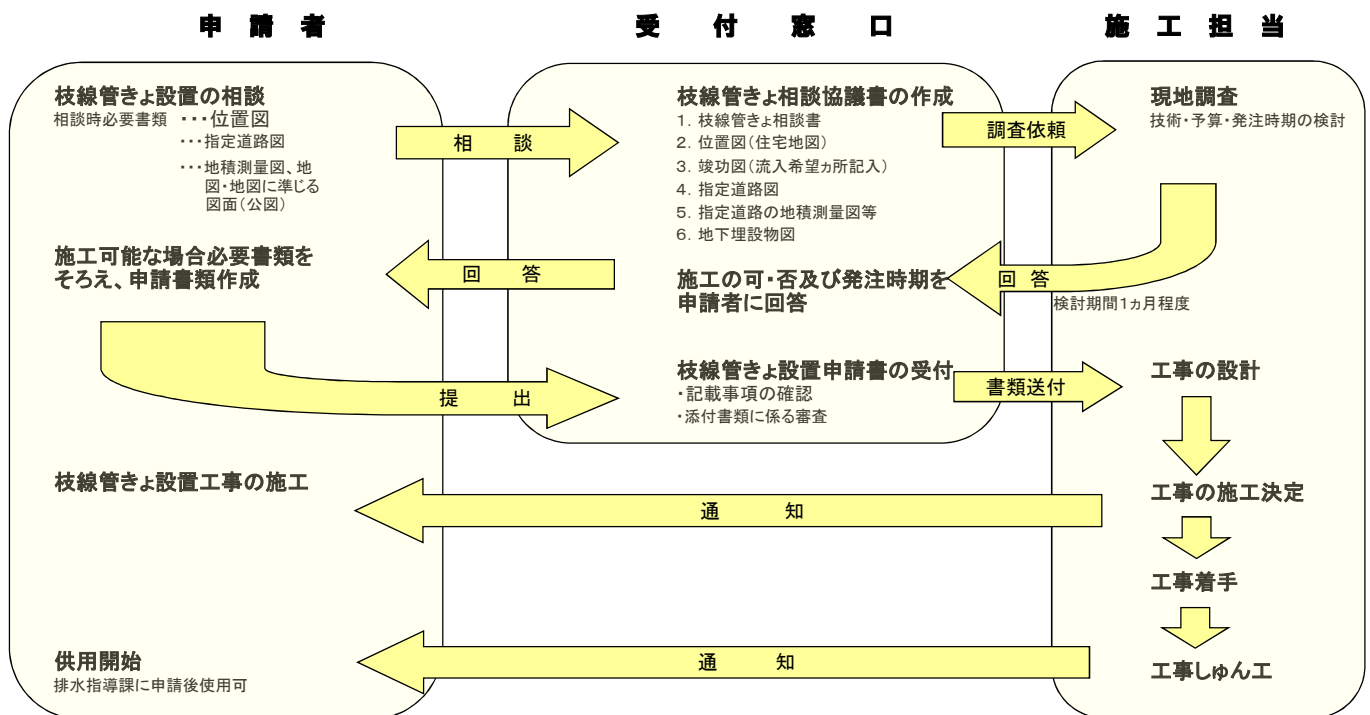 申請者
受付窓口
施工担当
枝線管きょ設置の相談
相談時必要書類 ・・・位置図
・・・指定道路図
・・・地積測量図、地
図・地図に準じる
図面(公図)
相談
枝線管きょ相談協議書の作成
1. 枝線管きょ相談書
2. 位置図(住宅地図)
3. 竣功図(流入希望ヵ所記入)
4. 指定道路図
5. 指定道路の地積測量図等
6. 地下埋設物図
調査依頼
現地調査
技術・予算・発注時期の検討
回答
検討期間1ヵ月程度
施工の可・否及び発注時期を
申請者に回答
回答
施工可能な場合必要書類を
そろえ、申請書類作成
提出
枝線管きょ設置申請書の受付
・記載事項の確認
・添付書類に係る審査
書類送付
工事の設計
工事の施工決定
通知
枝線管きょ設置工事の施工
工事着手
工事しゅん工
通知
供用開始
排水指導課に申請後使用可